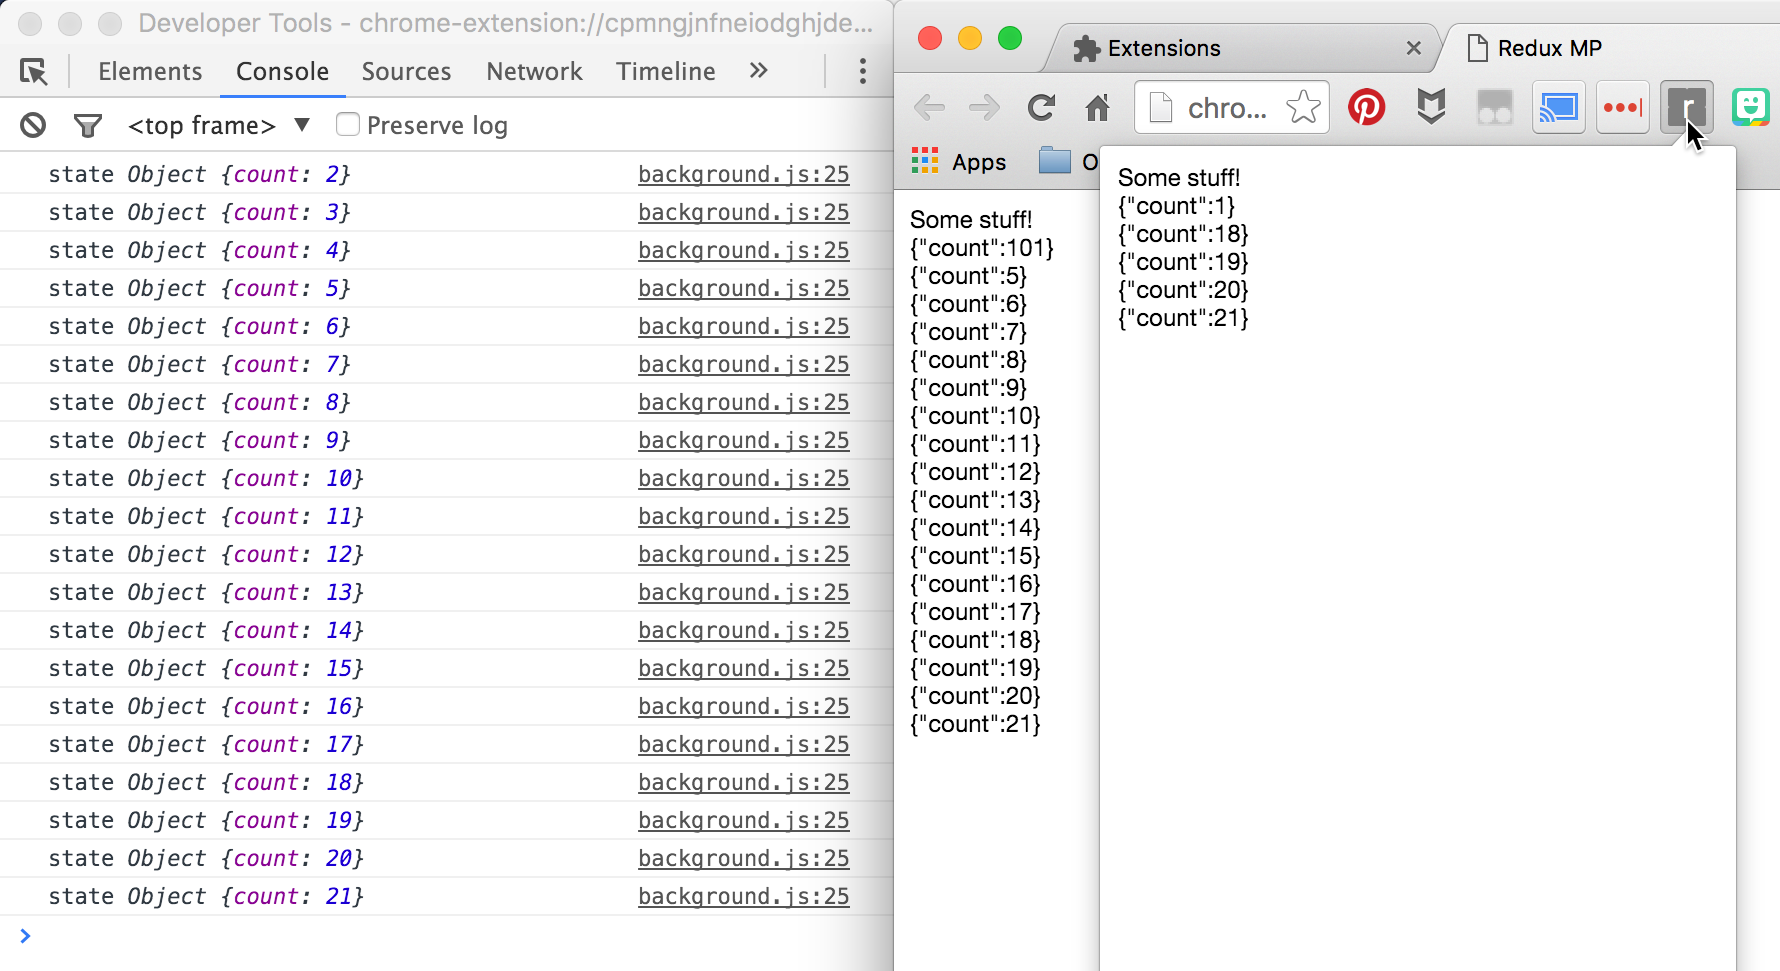 Developer Tools - chrome-extension://cpmngjnfneiodghjde...
Elements Console Sources Network Timeline »
<top frame> ▼ Preserve log
state Object {count: 2} background.js:25
state Object {count: 3} background.js:25
state Object {count: 4} background.js:25
state Object {count: 5} background.js:25
state Object {count: 6} background.js:25
state Object {count: 7} background.js:25
state Object {count: 8} background.js:25
state Object {count: 9} background.js:25
state Object {count: 10} background.js:25
state Object {count: 11} background.js:25
state Object {count: 12} background.js:25
state Object {count: 13} background.js:25
state Object {count: 14} background.js:25
state Object {count: 15} background.js:25
state Object {count: 16} background.js:25
state Object {count: 17} background.js:25
state Object {count: 18} background.js:25
state Object {count: 19} background.js:25
state Object {count: 20} background.js:25
state Object {count: 21} background.js:25
Extensions
Redux MP
chro...
r
Apps
O
Some stuff!
{"count":101}
{"count":5}
{"count":6}
{"count":7}
{"count":8}
{"count":9}
{"count":10}
{"count":11}
{"count":12}
{"count":13}
{"count":14}
{"count":15}
{"count":16}
{"count":17}
{"count":18}
{"count":19}
{"count":20}
{"count":21}
Some stuff!
{"count":1}
{"count":18}
{"count":19}
{"count":20}
{"count":21}